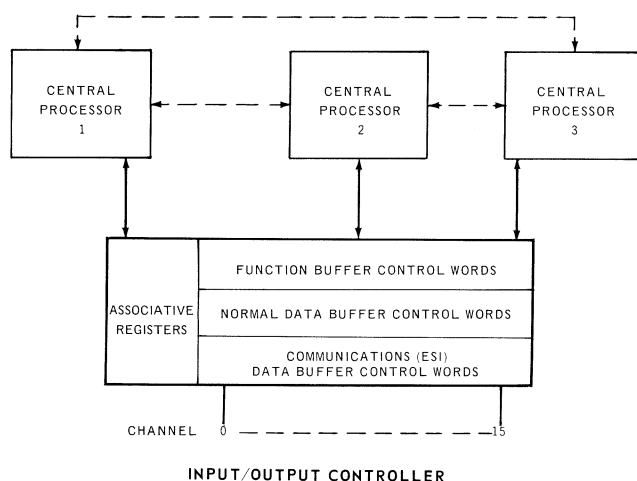 CENTRAL
PROCESSOR
1
CENTRAL
PROCESSOR
2
CENTRAL
PROCESSOR
3
ASSOCIATIVE
REGISTERS
FUNCTION BUFFER CONTROL WORDS
NORMAL DATA BUFFER CONTROL WORDS
COMMUNICATIONS (ESI)
DATA BUFFER CONTROL WORDS
CHANNEL 0 15
INPUT/OUTPUT CONTROLLER